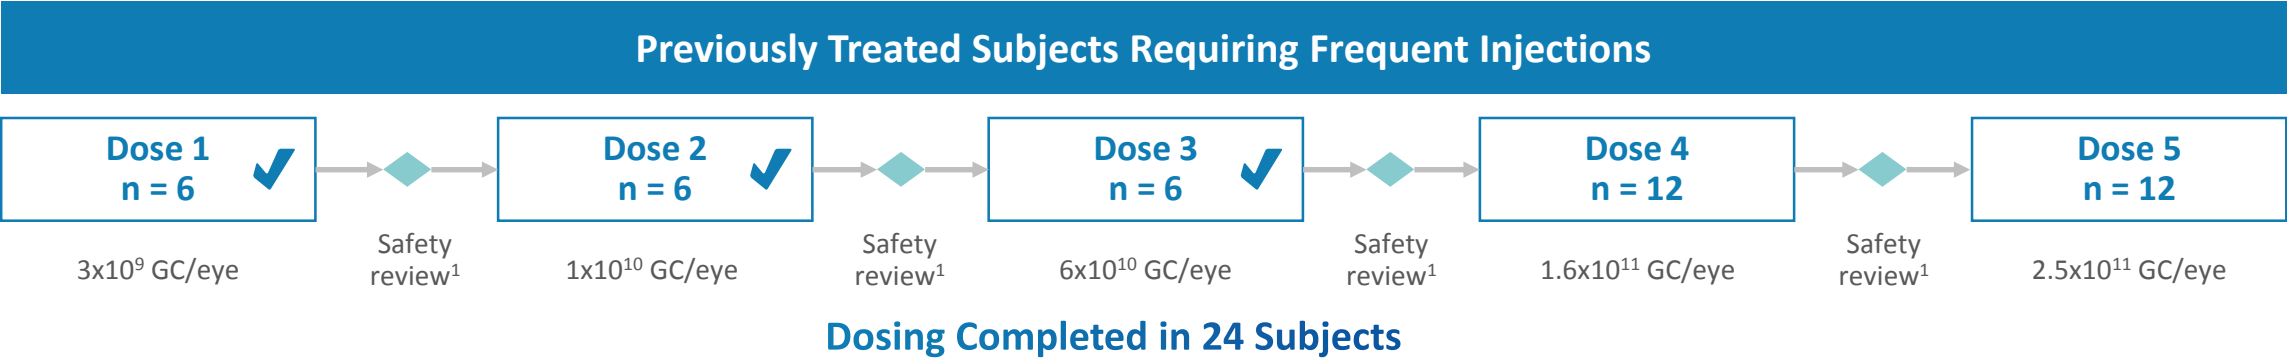 Previously Treated Subjects Requiring Frequent Injections
Dose 1
n = 6
Dose 2
n = 6
Dose 3
n = 6
Dose 4
n = 12
Dose 5
n = 12
3x10⁹ GC/eye
Safety
review¹
1x10¹⁰ GC/eye
Safety
review¹
6x10¹⁰ GC/eye
Safety
review¹
1.6x10¹¹ GC/eye
Safety
review¹
2.5x10¹¹ GC/eye
Dosing Completed in 24 Subjects